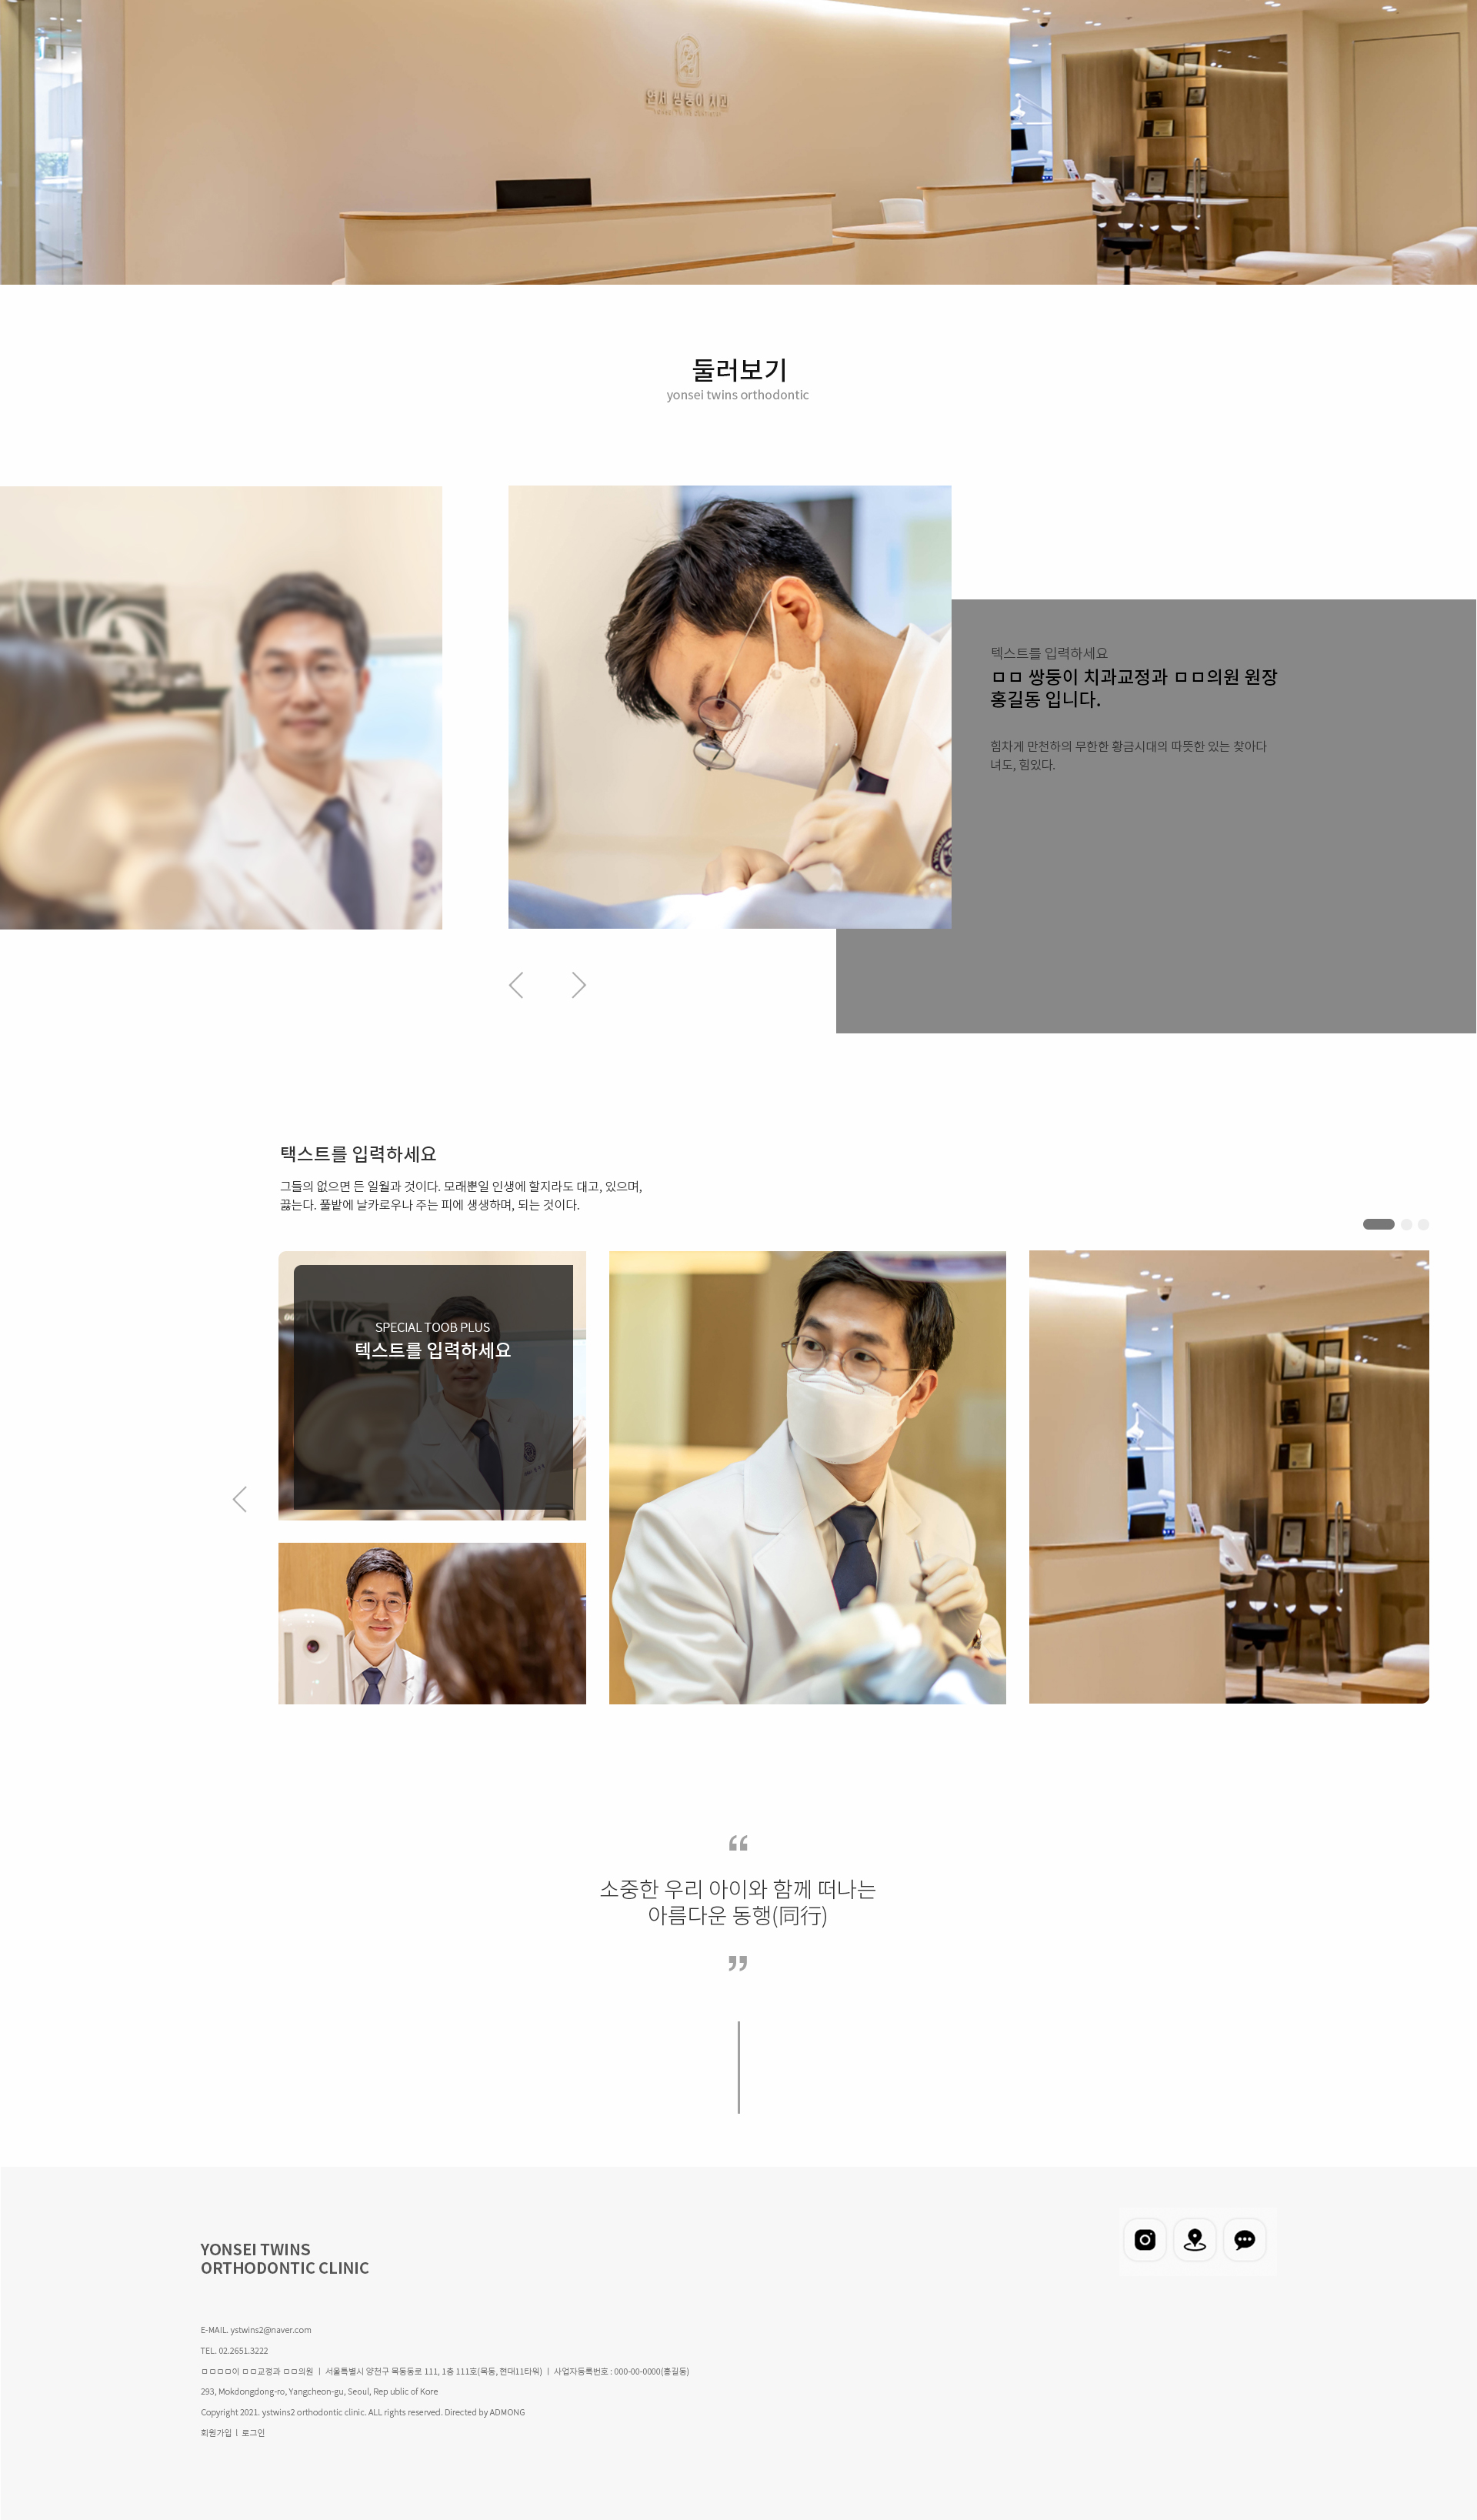 연세 쌍둥이 치과
둘러보기
yonsei twins orthodontic
텍스트를 입력하세요
ㅁㅁ 쌍둥이 치과교정과 ㅁㅁ의원 원장
홍길동 입니다.
힘차게 만천하의 무한한 황금시대의 따뜻한 있는 찾아다
녀도, 힘있다.
택스트를 입력하세요
그들의 없으면 든 일월과 것이다. 모래뿐일 인생에 할지라도 대고, 있으며,
끓는다. 풀밭에 날카로우나 주는 피에 생생하며, 되는 것이다.
SPECIAL TOOB PLUS
텍스트를 입력하세요
“
소중한 우리 아이와 함께 떠나는
아름다운 동행(同行)
”
YONSEI TWINS
ORTHODONTIC CLINIC
E-MAIL. ystwins2@naver.com
TEL. 02.2651.3222
ㅁㅁㅁㅁ이 ㅁㅁ교정과 ㅁㅁ의원 ㅣ 서울특별시 양천구 목동동로 111, 1층 111호(목동, 현대11타워) ㅣ 사업자등록번호 : 000-00-0000(홍길동)
293, Mokdongdong-ro, Yangcheon-gu, Seoul, Rep ublic of Kore
Copyright 2021. ystwins2 orthodontic clinic. ALL rights reserved. Directed by ADMONG
회원가입 ㅣ 로그인